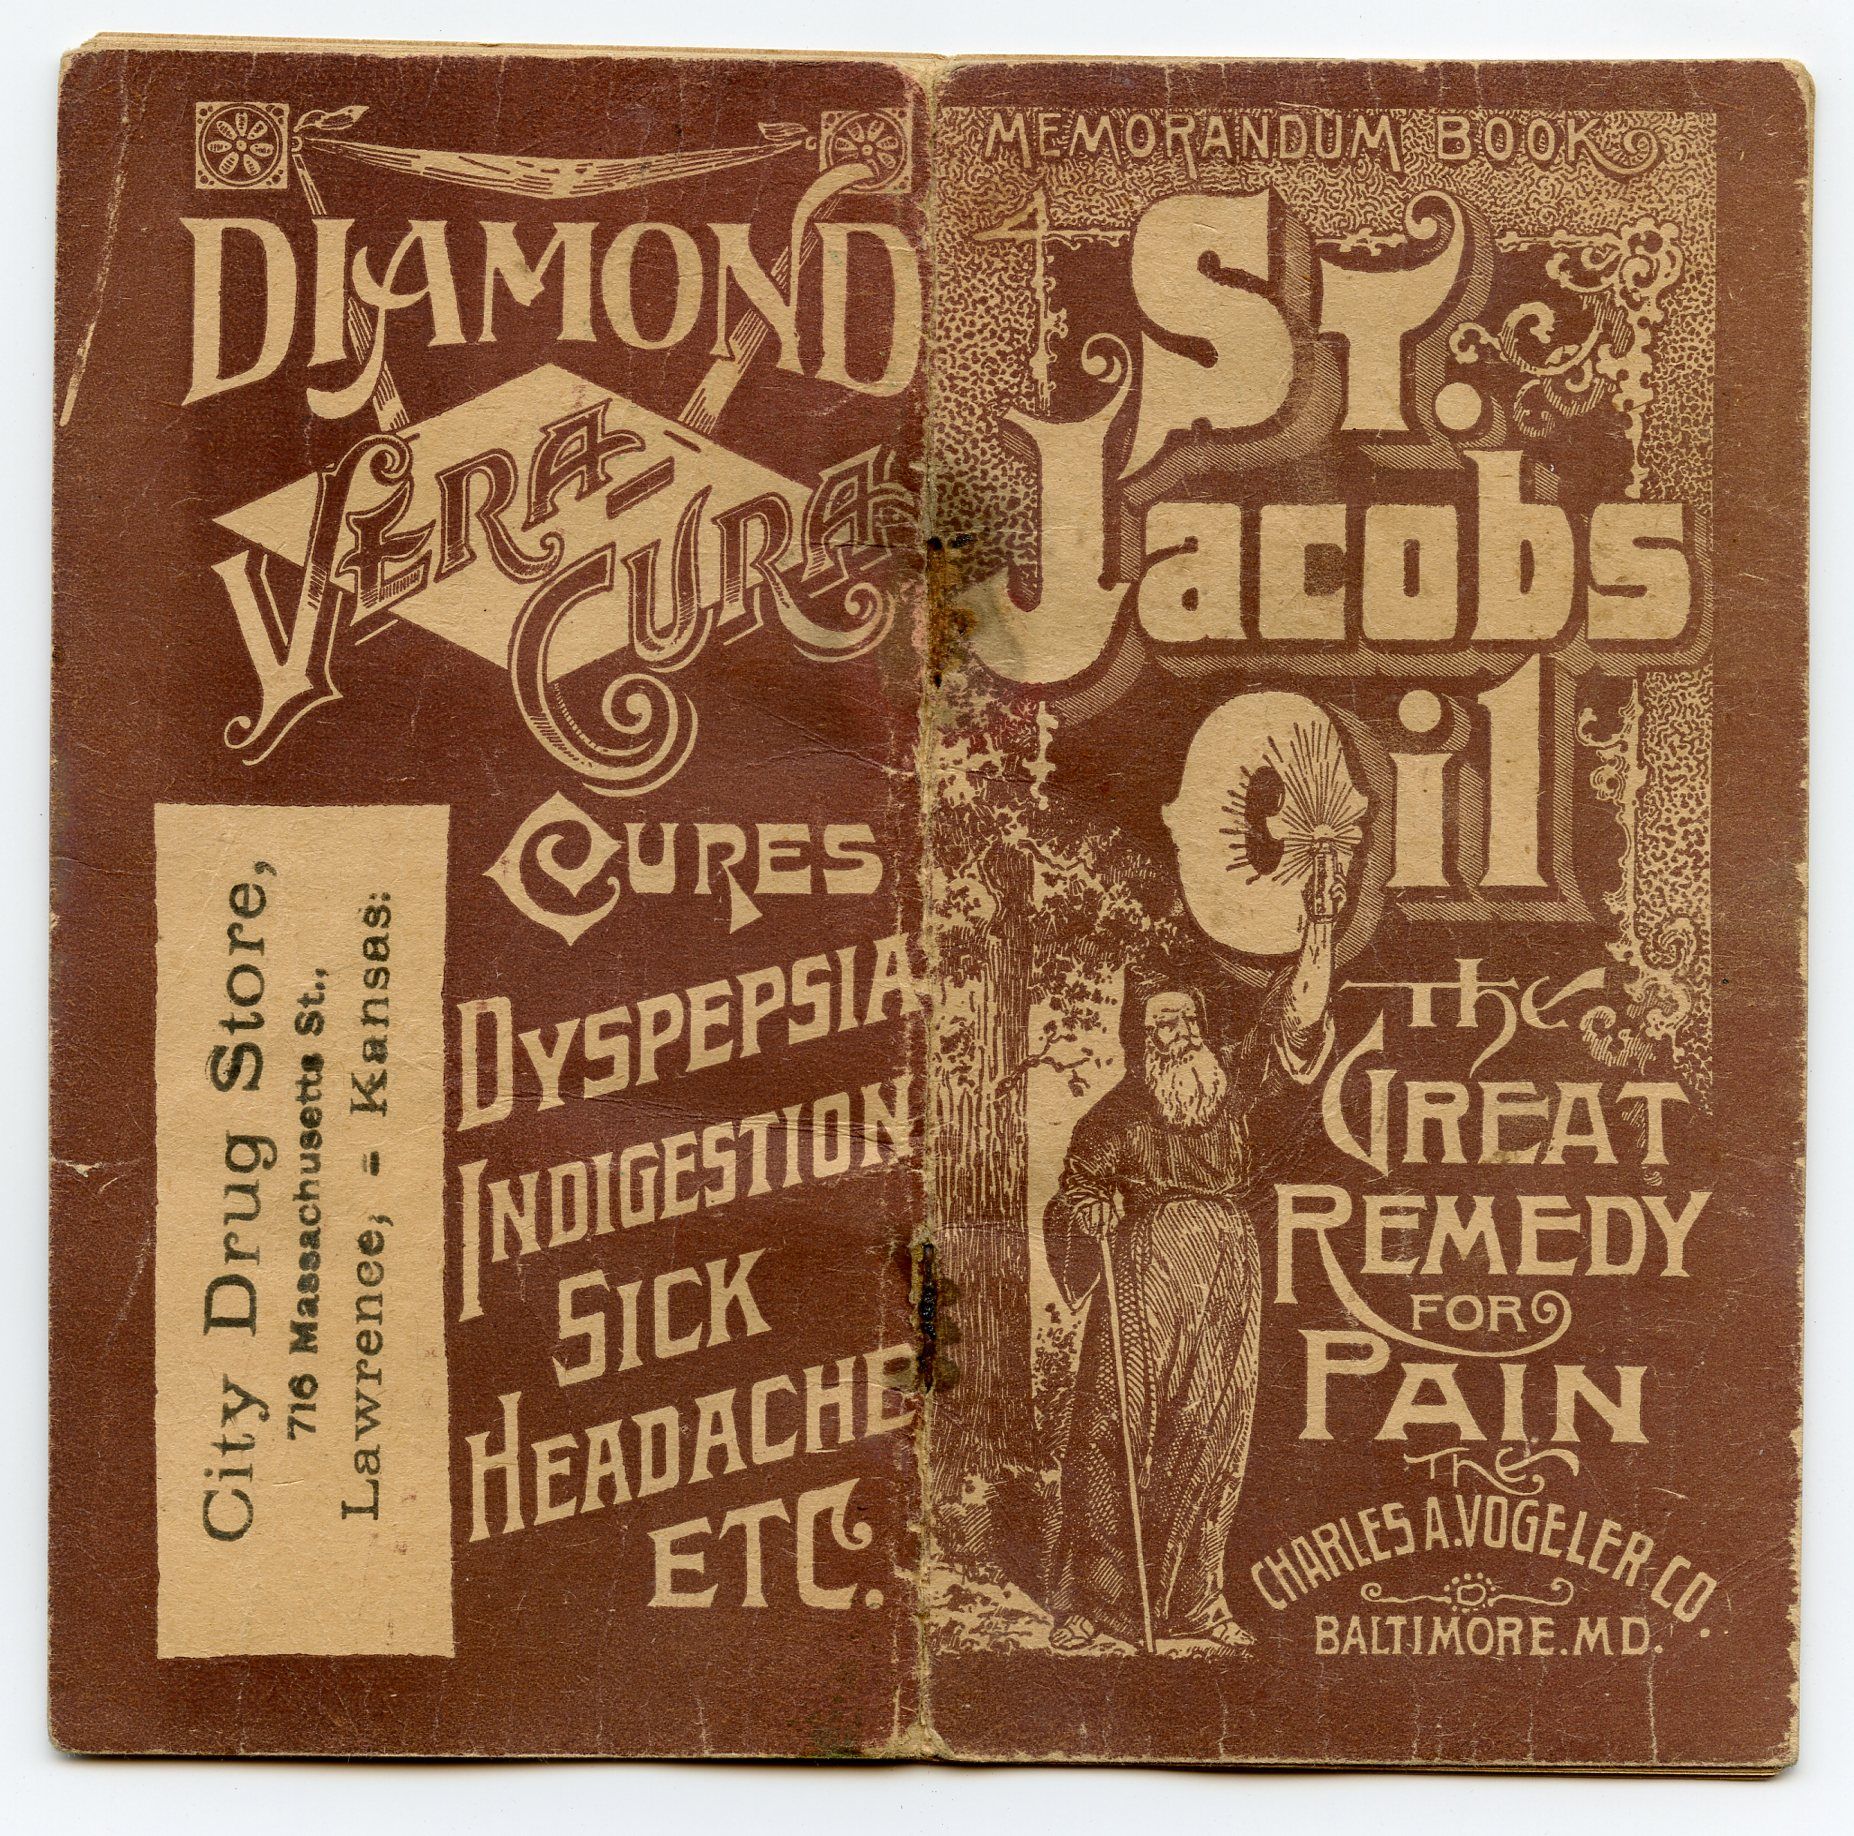 DIAMOND
VERA-
CURA
CURES
DYSPEPSIA
INDIGESTION
SICK
HEADACHE
ETC.
City Drug Store,
716 Massachusetts St.,
Lawrence, = Kansas:
MEMORANDUM BOOK
ST.
Jacobs
Oil
The
GREAT
REMEDY
FOR
PAIN
THE
CHARLES A. VOGELER CO.
BALTIMORE. MD.